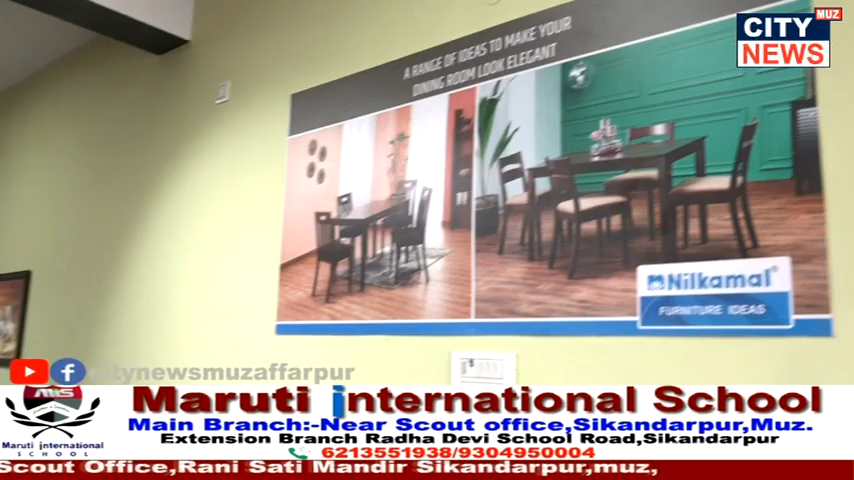 MUZ
CITY
NEWS
A RANGE OF IDEAS TO MAKE YOUR
DINING ROOM LOOK ELEGANT
Nilkamal
FURNITURE IDEAS
citynewsmuzaffarpur
MIS
Maruti international
SCHOOL
Maruti international School
Main Branch:-Near Scout office,Sikandarpur,Muz.
Extension Branch Radha Devi School Road,Sikandarpur
6213551938/9304950004
Scout Office,Rani Sati Mandir Sikandarpur,muz,